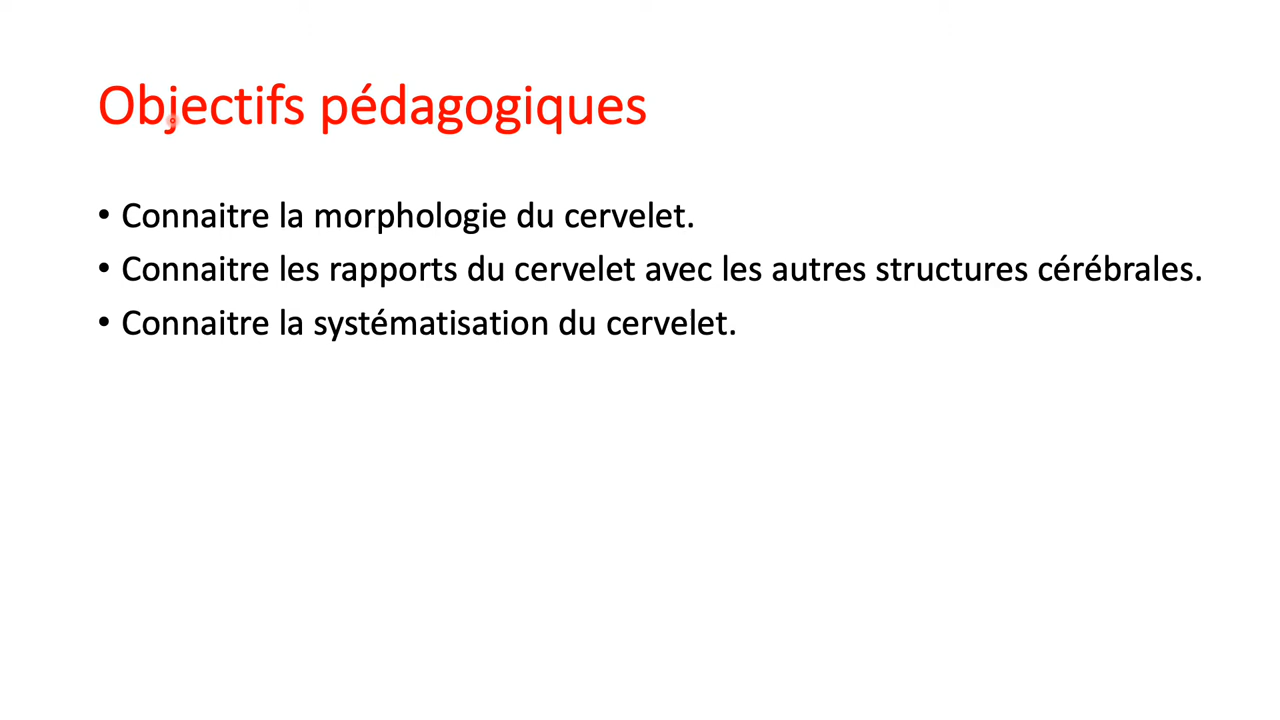 Objectifs pédagogiques
• Connaitre la morphologie du cervelet.
• Connaitre les rapports du cervelet avec les autres structures cérébrales.
• Connaitre la systématisation du cervelet.